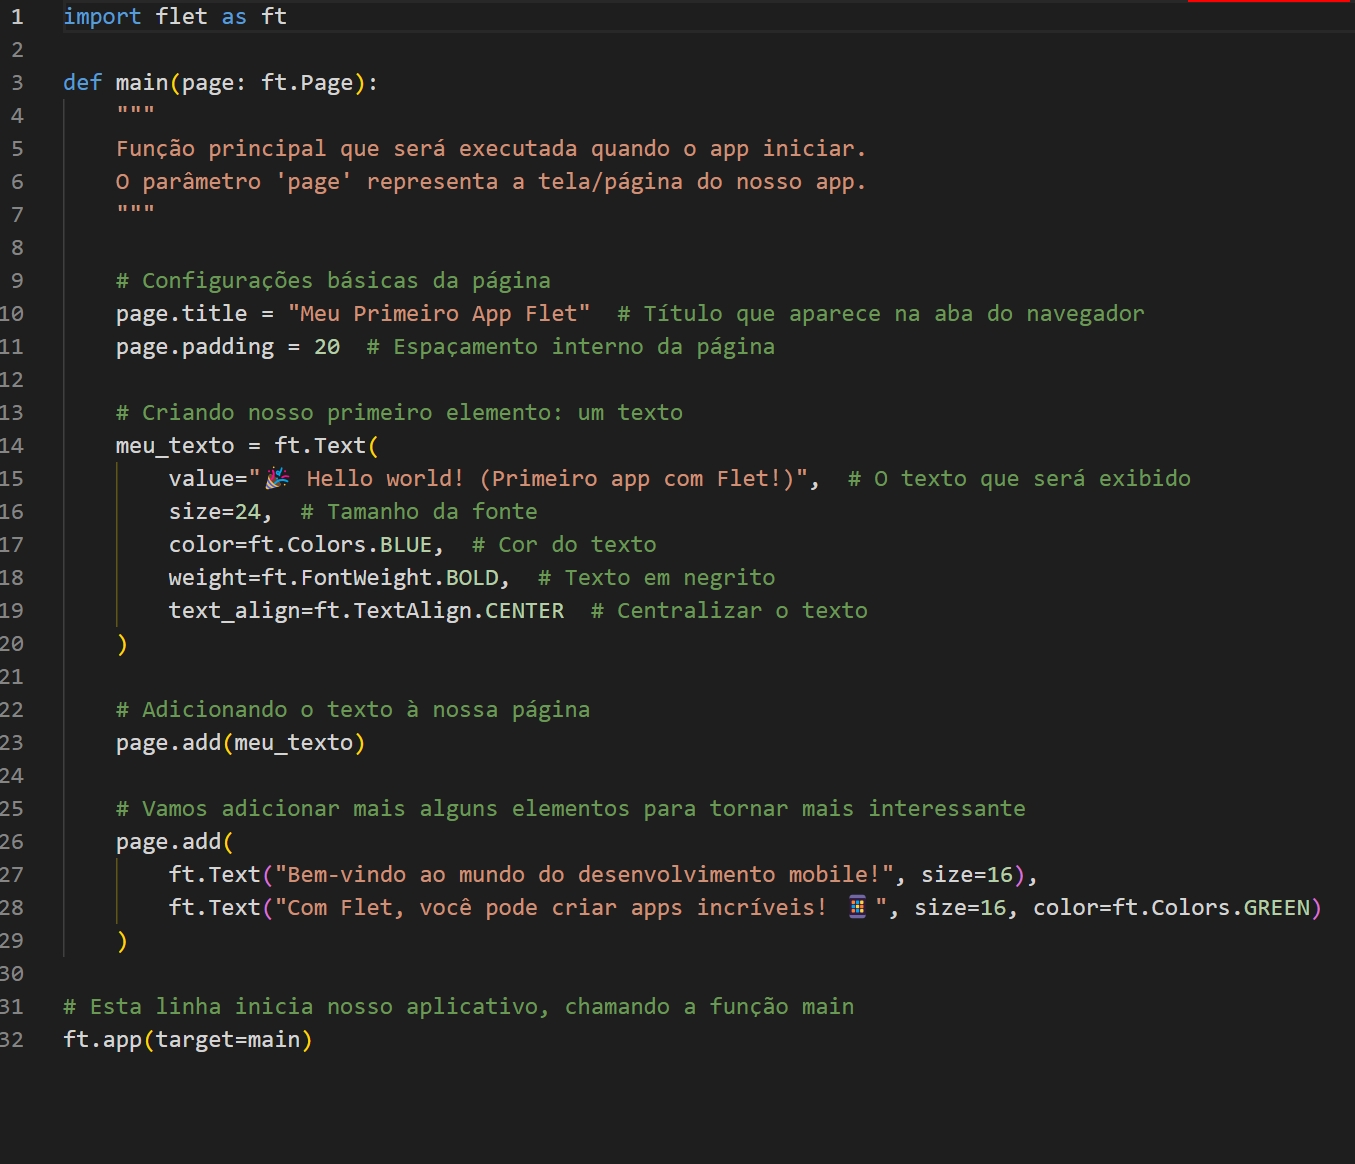 1 import flet as ft
2
3 def main(page: ft.Page):
4 """
5 Função principal que será executada quando o app iniciar.
6 O parâmetro 'page' representa a tela/página do nosso app.
7 """
8
9 # Configurações básicas da página
10 page.title = "Meu Primeiro App Flet"  # Título que aparece na aba do navegador
11 page.padding = 20  # Espaçamento interno da página
12
13 # Criando nosso primeiro elemento: um texto
14 meu_texto = ft.Text(
15 value="🎉 Hello world! (Primeiro app com Flet!)",  # O texto que será exibido
16 size=24,  # Tamanho da fonte
17 color=ft.Colors.BLUE,  # Cor do texto
18 weight=ft.FontWeight.BOLD,  # Texto em negrito
19 text_align=ft.TextAlign.CENTER  # Centralizar o texto
20 )
21
22 # Adicionando o texto à nossa página
23 page.add(meu_texto)
24
25 # Vamos adicionar mais alguns elementos para tornar mais interessante
26 page.add(
27 ft.Text("Bem-vindo ao mundo do desenvolvimento mobile!", size=16),
28 ft.Text("Com Flet, você pode criar apps incríveis! 📱", size=16, color=ft.Colors.GREEN)
29 )
30
31 # Esta linha inicia nosso aplicativo, chamando a função main
32 ft.app(target=main)